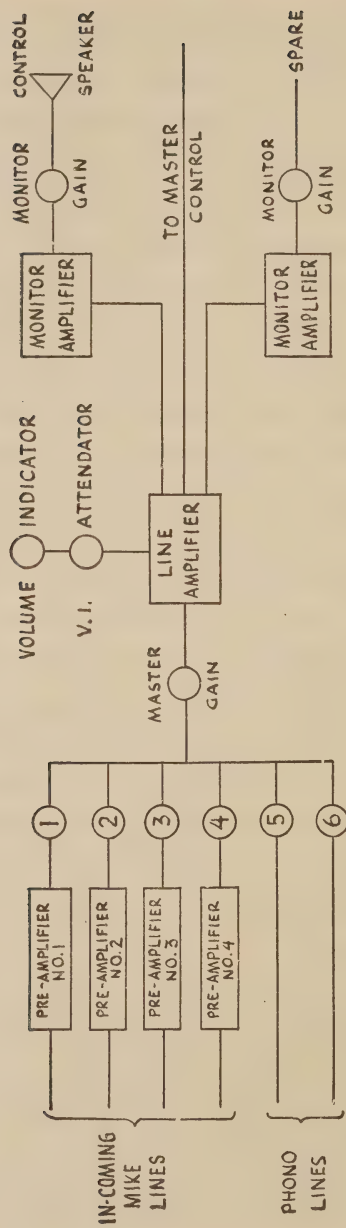 IN-COMING
MIKE
LINES
PHONO
LINES
PRE-AMPLIFIER
NO.1
PRE-AMPLIFIER
NO.2
PRE-AMPLIFIER
NO.3
PRE-AMPLIFIER
NO.4
1
2
3
4
5
6
MASTER
GAIN
VOLUME INDICATOR
V.I. ATTENDATOR
LINE
AMPLIFIER
MONITOR
AMPLIFIER
MONITOR
GAIN
CONTROL
SPEAKER
TO MASTER
CONTROL
MONITOR
AMPLIFIER
MONITOR
GAIN
SPARE